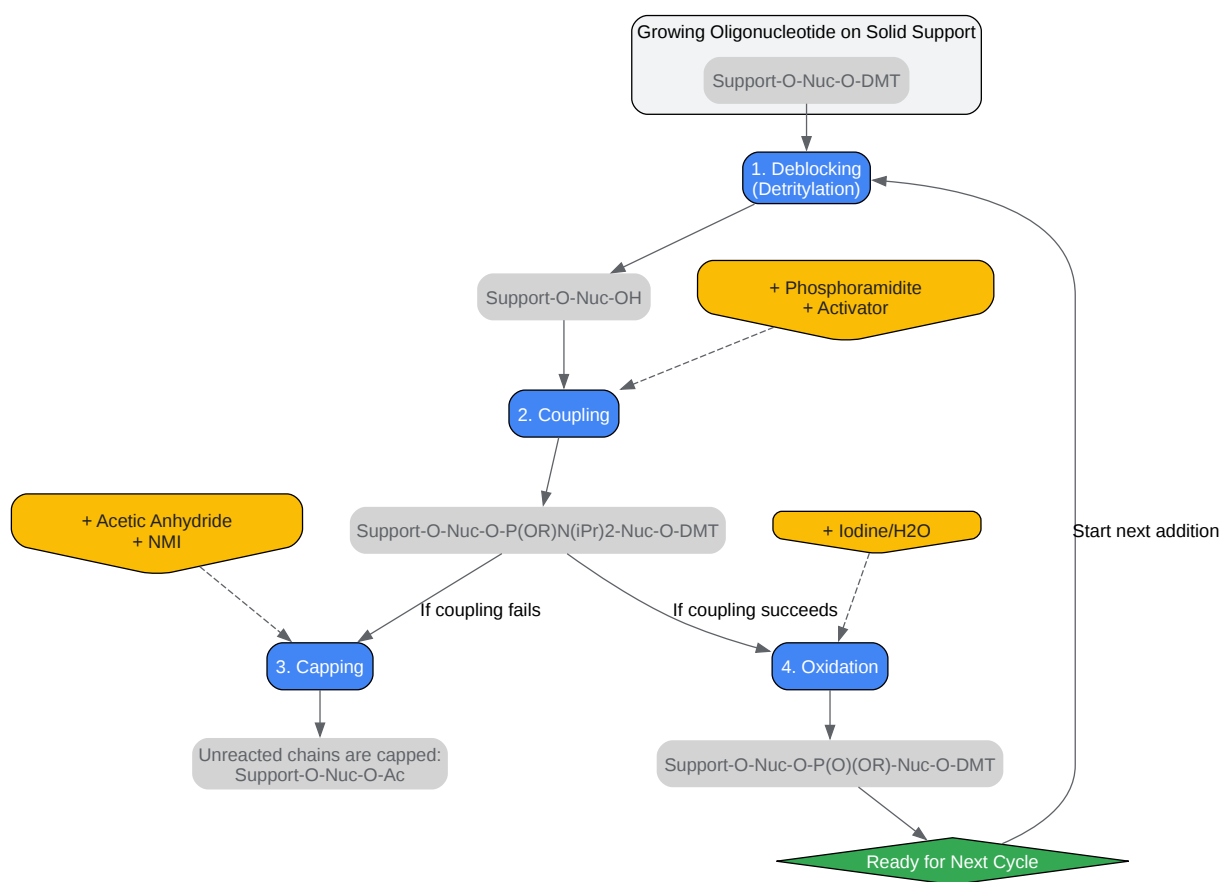 Growing Oligonucleotide on Solid Support
Support-O-Nuc-O-DMT
1. Deblocking
(Detritylation)
Support-O-Nuc-OH
+ Phosphoramidite
+ Activator
2. Coupling
+ Acetic Anhydride
+ NMI
Support-O-Nuc-O-P(OR)N(iPr)2-Nuc-O-DMT
+ Iodine/H2O
Start next addition
If coupling fails
If coupling succeeds
3. Capping
4. Oxidation
Unreacted chains are capped:
Support-O-Nuc-O-Ac
Support-O-Nuc-O-P(O)(OR)-Nuc-O-DMT
Ready for Next Cycle